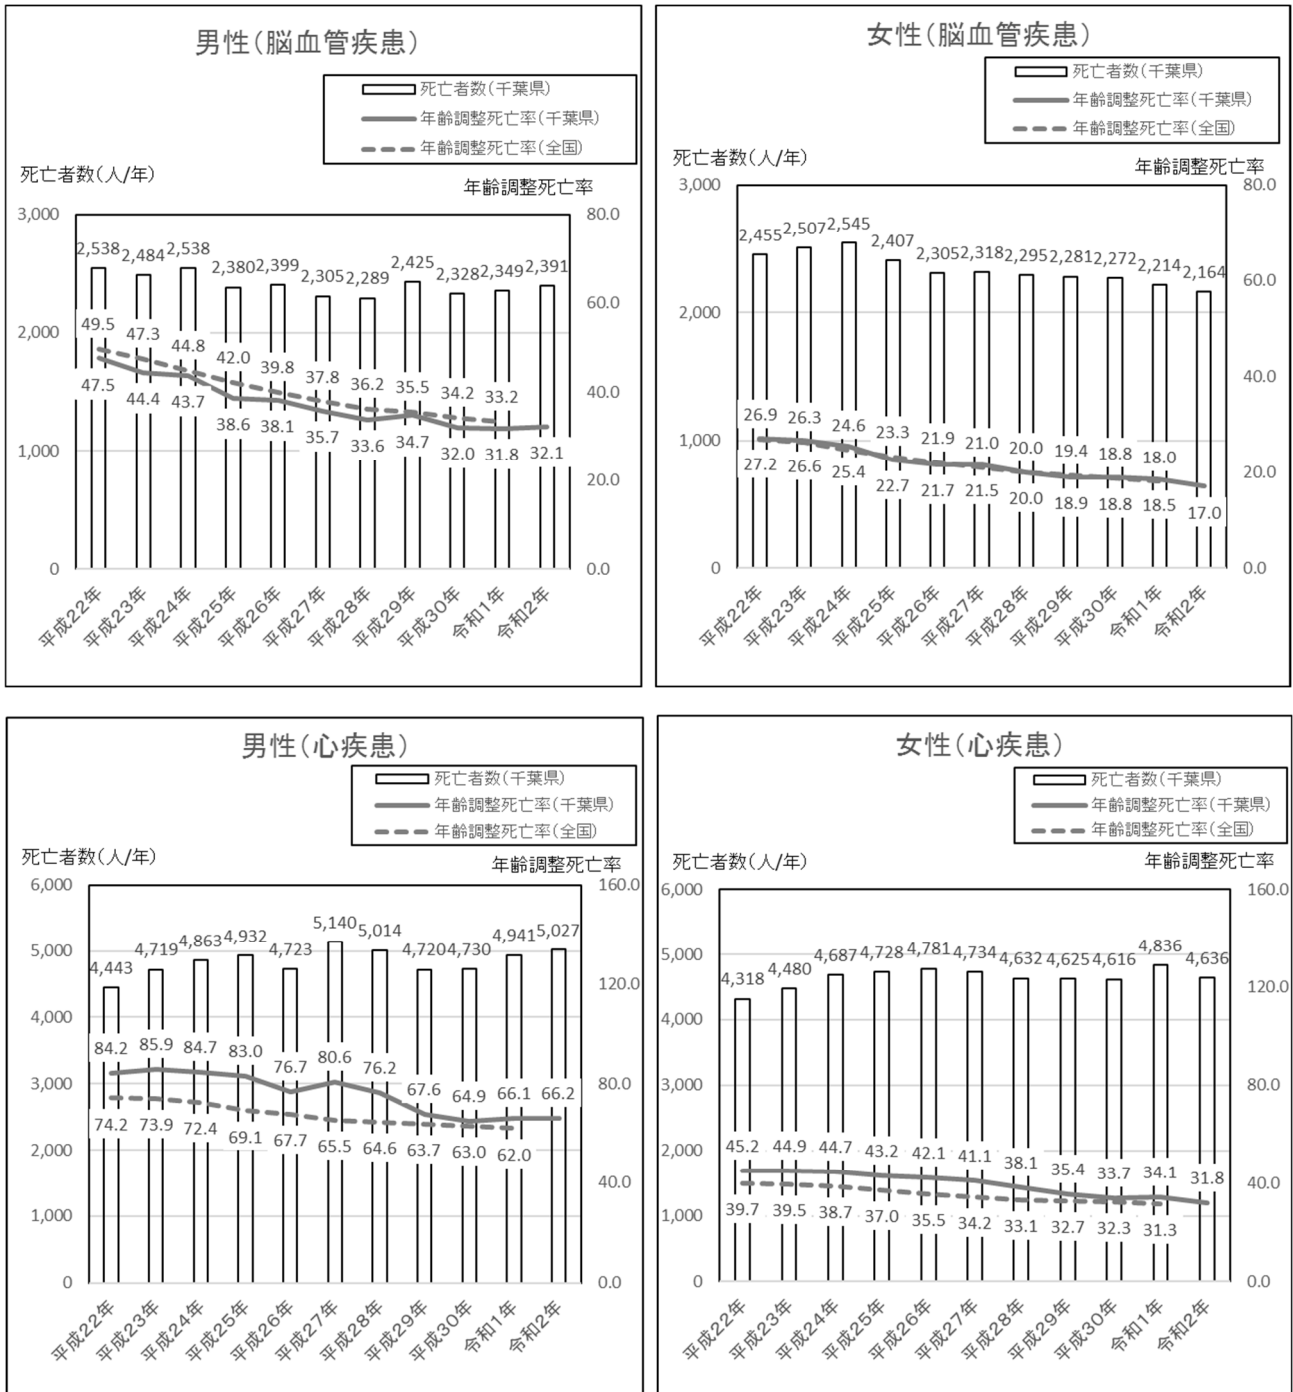 男性(脳血管疾患)
死亡者数(千葉県)
年齢調整死亡率(千葉県)
年齢調整死亡率(全国)
死亡者数(人/年)
年齢調整死亡率
3,000
2,000
1,000
0
80.0
60.0
40.0
20.0
0.0
2,538 2,484 2,538 2,380 2,399 2,305 2,289 2,425 2,328 2,349 2,391
49.5 47.3 44.8 42.0 39.8 37.8 36.2 35.5 34.2 33.2
47.5 44.4 43.7 38.6 38.1 35.7 33.6 34.7 32.0 31.8 32.1
平成22年 平成23年 平成24年 平成25年 平成26年 平成27年 平成28年 平成29年 平成30年 令和1年 令和2年
女性(脳血管疾患)
死亡者数(千葉県)
年齢調整死亡率(千葉県)
年齢調整死亡率(全国)
死亡者数(人/年)
年齢調整死亡率
3,000
2,000
1,000
0
80.0
60.0
40.0
20.0
0.0
2,455 2,507 2,545 2,407 2,305 2,318 2,295 2,281 2,272 2,214 2,164
26.9 26.3 24.6 23.3 21.9 21.0 20.0 19.4 18.8 18.0
27.2 26.6 25.4 22.7 21.7 21.5 20.0 18.9 18.8 18.5 17.0
平成22年 平成23年 平成24年 平成25年 平成26年 平成27年 平成28年 平成29年 平成30年 令和1年 令和2年
男性(心疾患)
死亡者数(千葉県)
年齢調整死亡率(千葉県)
年齢調整死亡率(全国)
死亡者数(人/年)
年齢調整死亡率
6,000
5,000
4,000
3,000
2,000
1,000
0
160.0
120.0
80.0
40.0
0.0
4,443 4,719 4,863 4,932 4,723 5,140 5,014 4,720 4,730 4,941 5,027
84.2 85.9 84.7 83.0 76.7 80.6 76.2 67.6 64.9 66.1 66.2
74.2 73.9 72.4 69.1 67.7 65.5 64.6 63.7 63.0 62.0
平成22年 平成23年 平成24年 平成25年 平成26年 平成27年 平成28年 平成29年 平成30年 令和1年 令和2年
女性(心疾患)
死亡者数(千葉県)
年齢調整死亡率(千葉県)
年齢調整死亡率(全国)
死亡者数(人/年)
年齢調整死亡率
6,000
5,000
4,000
3,000
2,000
1,000
0
160.0
120.0
80.0
40.0
0.0
4,318 4,480 4,687 4,728 4,781 4,734 4,632 4,625 4,616 4,836 4,636
45.2 44.9 44.7 43.2 42.1 41.1 38.1 35.4 33.7 34.1 31.8
39.7 39.5 38.7 37.0 35.5 34.2 33.1 32.7 32.3 31.3
平成22年 平成23年 平成24年 平成25年 平成26年 平成27年 平成28年 平成29年 平成30年 令和1年 令和2年